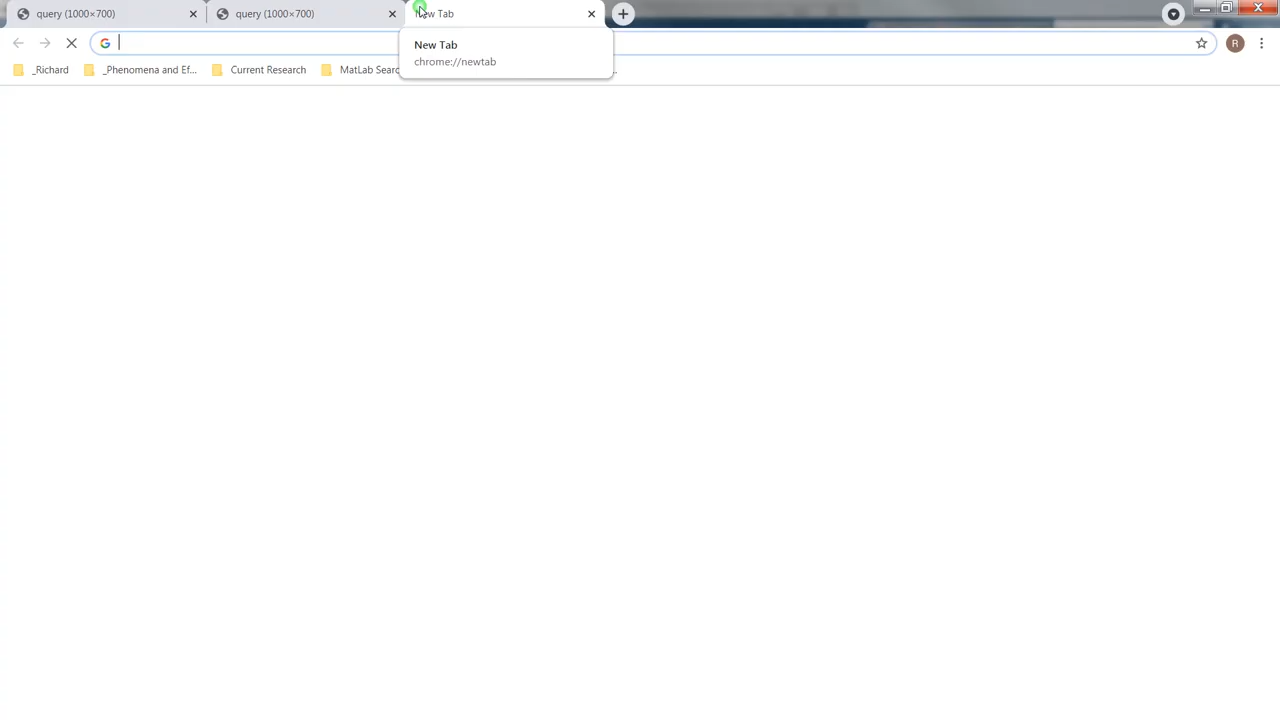 query (1000×700)
query (1000×700)
New Tab
New Tab
chrome://newtab
R
_Richard
_Phenomena and Ef...
Current Research
MatLab Searc